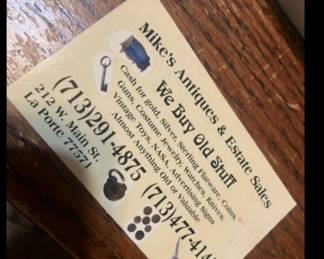 Mike's Antiques & Estate Sales
We Buy Old Stuff
Cash for gold, Silver, Sterling Flatware, Coins,
Guns, Costume Jewelry, Watches, Knives,
Vintage Toys, NASA, Advertising Signs
Almost Anything Old or Valuable
(713)291-4875 (713)477-414
212 W. Main St.
La Porte 77571